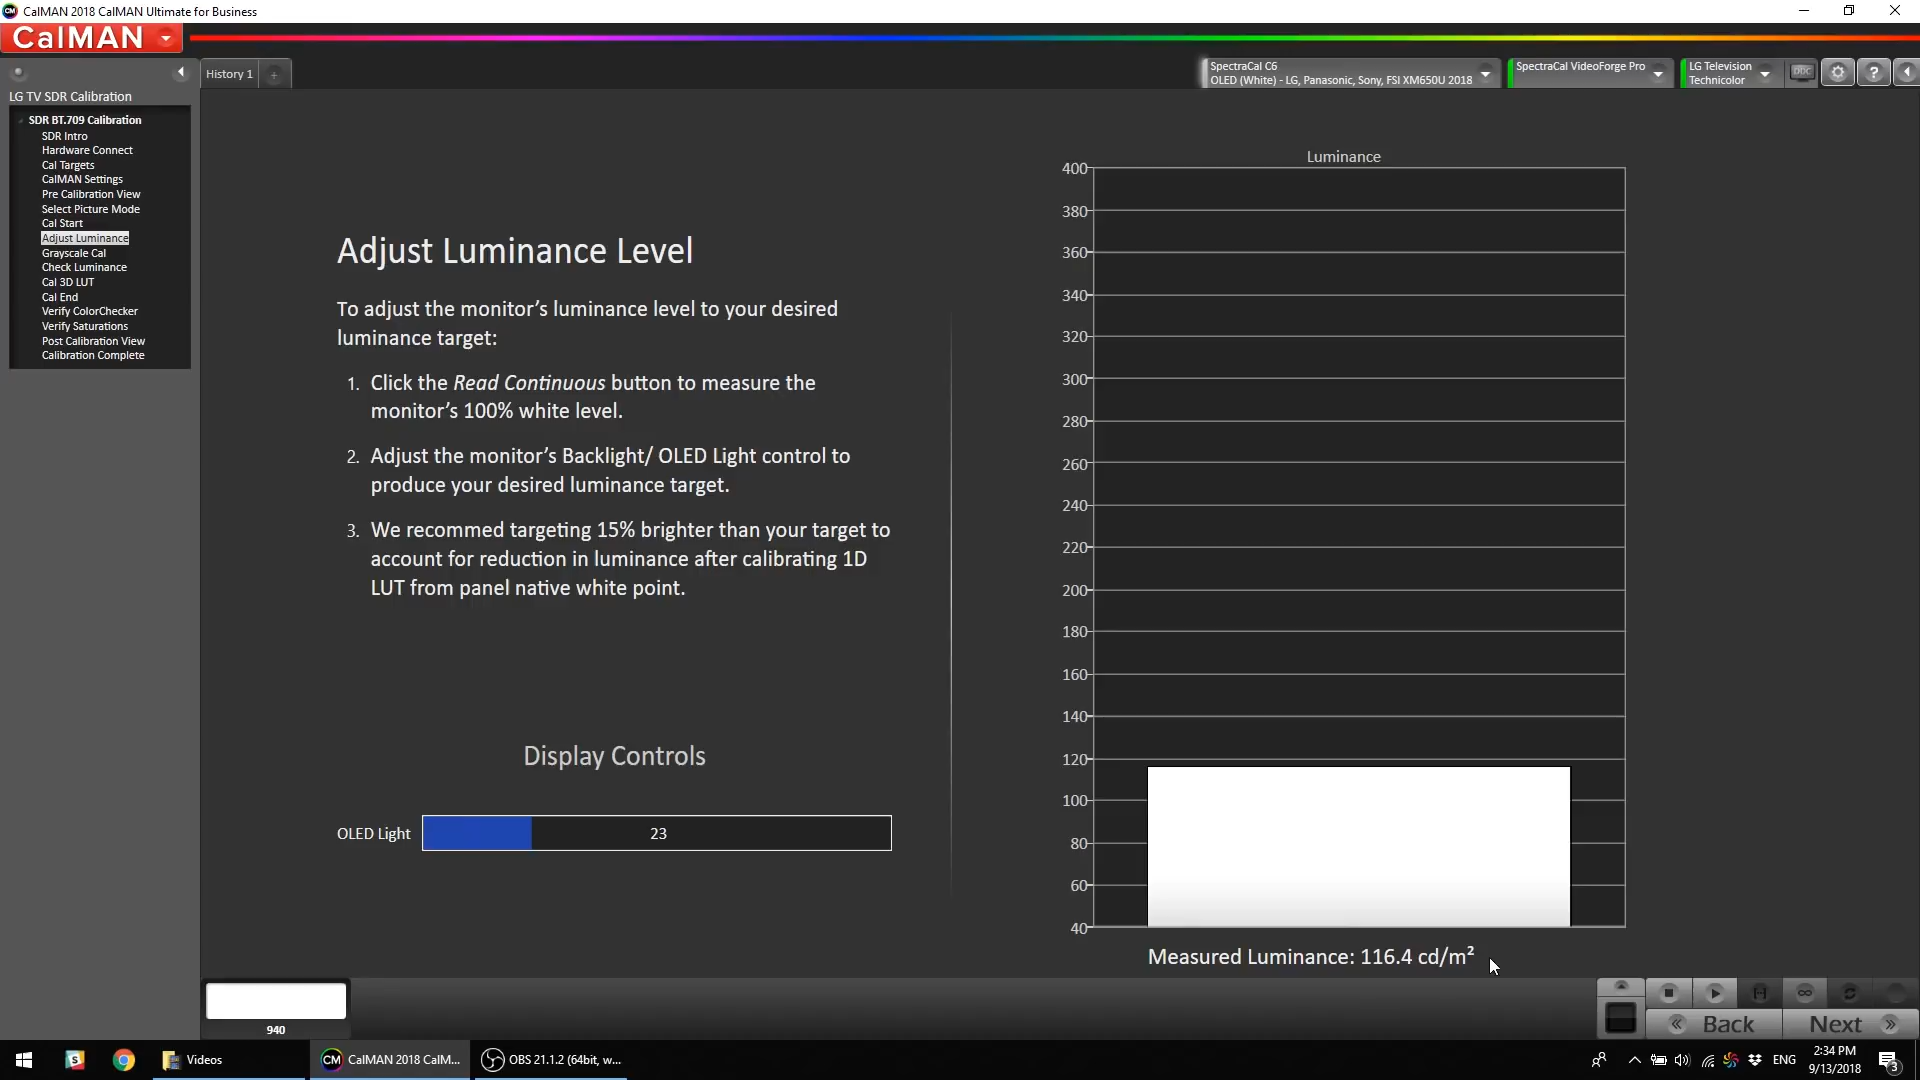 CM CalMAN 2018 CalMAN Ultimate for Business
CalMAN
History 1 +
SpectraCal C6
OLED (White) - LG, Panasonic, Sony, FSI XM650U 2018
SpectraCal VideoForge Pro
LG Television
Technicolor
DDC
?
LG TV SDR Calibration
SDR BT.709 Calibration
SDR Intro
Hardware Connect
Cal Targets
CalMAN Settings
Pre Calibration View
Select Picture Mode
Cal Start
Adjust Luminance
Grayscale Cal
Check Luminance
Cal 3D LUT
Cal End
Verify ColorChecker
Verify Saturations
Post Calibration View
Calibration Complete
Adjust Luminance Level
To adjust the monitor’s luminance level to your desired
luminance target:
1. Click the Read Continuous button to measure the
monitor’s 100% white level.
2. Adjust the monitor’s Backlight/ OLED Light control to
produce your desired luminance target.
3. We recommed targeting 15% brighter than your target to
account for reduction in luminance after calibrating 1D
LUT from panel native white point.
Display Controls
OLED Light 23
Luminance
400
380
360
340
320
300
280
260
240
220
200
180
160
140
120
100
80
60
40
Measured Luminance: 116.4 cd/m²
940
Back
Next
Videos
CM CalMAN 2018 CalM...
OBS 21.1.2 (64bit, w...
ENG
2:34 PM
9/13/2018
3